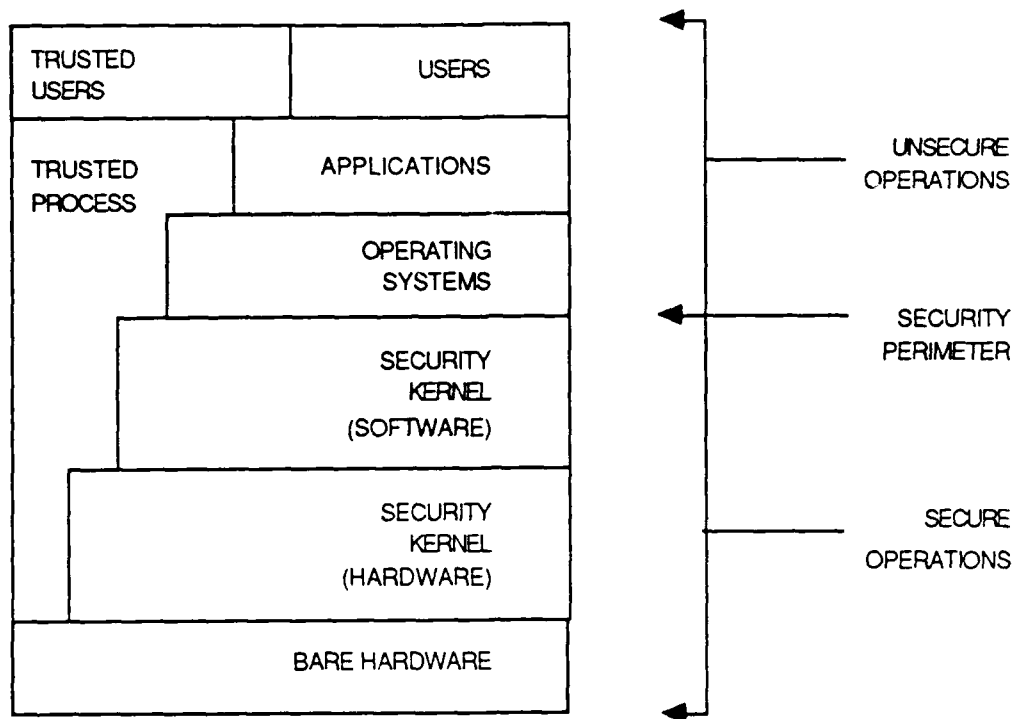 TRUSTED
USERS
USERS
TRUSTED
PROCESS
APPLICATIONS
OPERATING
SYSTEMS
SECURITY
KERNEL
(SOFTWARE)
SECURITY
KERNEL
(HARDWARE)
BARE HARDWARE
UNSECURE
OPERATIONS
SECURITY
PERIMETER
SECURE
OPERATIONS